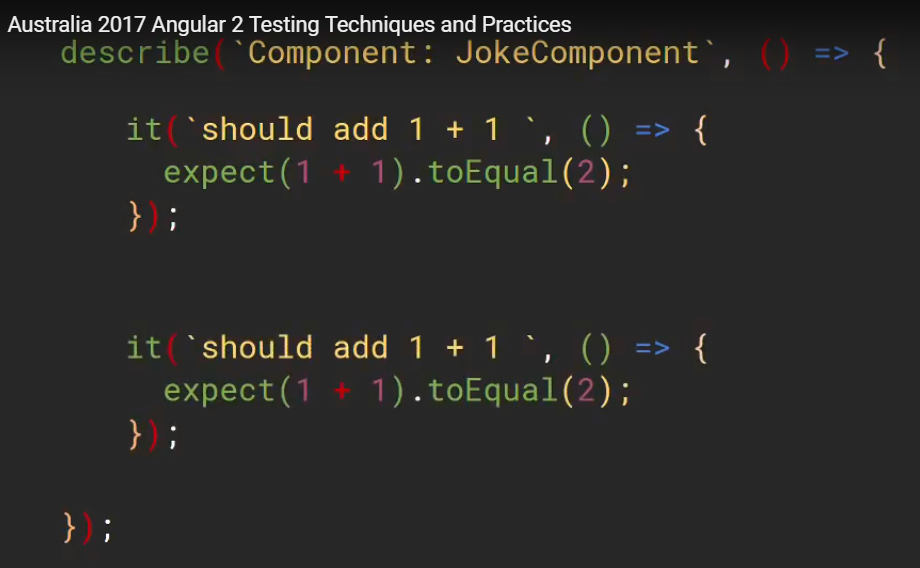 Australia 2017 Angular 2 Testing Techniques and Practices
describe(`Component: JokeComponent`, () => {
it(`should add 1 + 1 `, () => {
expect(1 + 1).toEqual(2);
});
it(`should add 1 + 1 `, () => {
expect(1 + 1).toEqual(2);
});
});